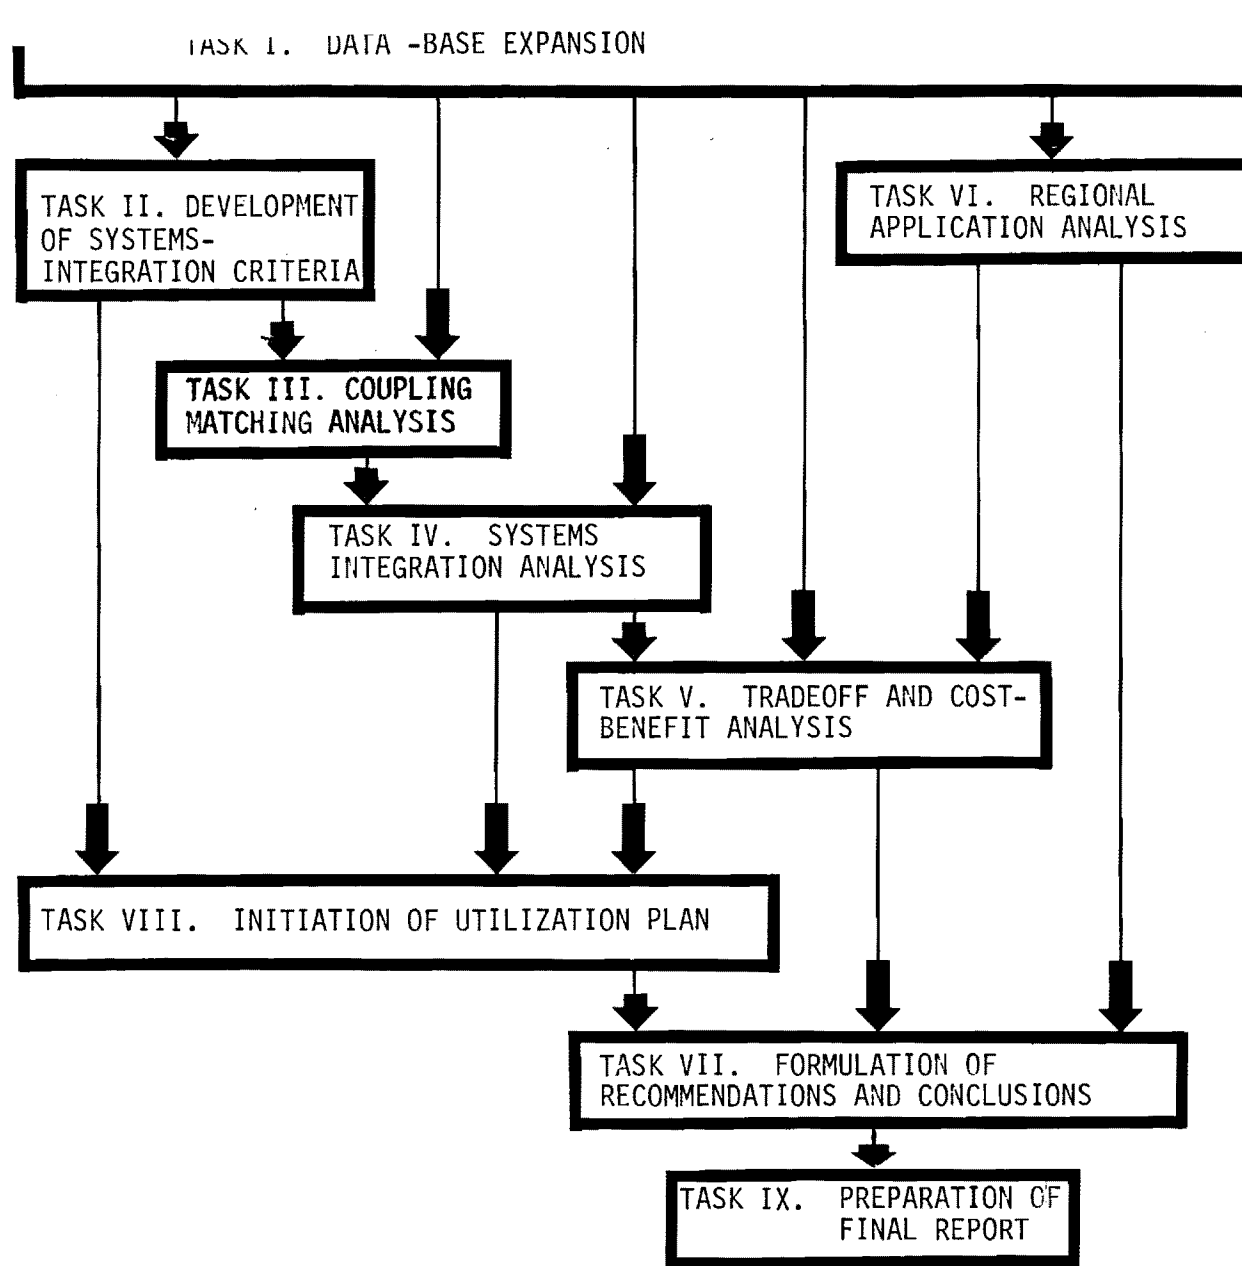 TASK I. DATA -BASE EXPANSION
TASK II. DEVELOPMENT
OF SYSTEMS-
INTEGRATION CRITERIA
TASK VI. REGIONAL
APPLICATION ANALYSIS
TASK III. COUPLING
MATCHING ANALYSIS
TASK IV. SYSTEMS
INTEGRATION ANALYSIS
TASK V. TRADEOFF AND COST-
BENEFIT ANALYSIS
TASK VIII. INITIATION OF UTILIZATION PLAN
TASK VII. FORMULATION OF
RECOMMENDATIONS AND CONCLUSIONS
TASK IX. PREPARATION OF
FINAL REPORT